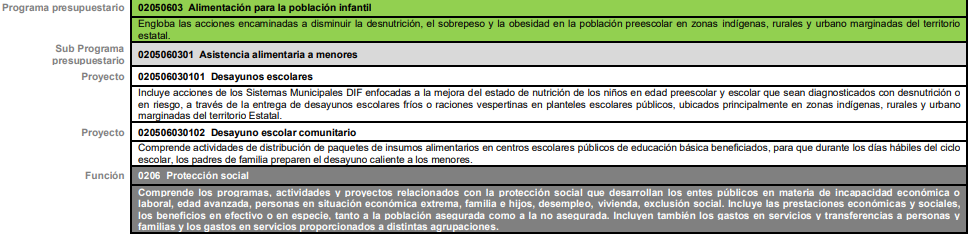 Programa presupuestario 02050603 Alimentación para la población infantil
Engloba las acciones encaminadas a disminuir la desnutrición, el sobrepeso y la obesidad en la población preescolar en zonas indígenas, rurales y urbano marginadas del territorio
estatal.
Sub Programa
presupuestario
0205060301 Asistencia alimentaria a menores
Proyecto 020506030101 Desayunos escolares
Incluye acciones de los Sistemas Municipales DIF enfocadas a la mejora del estado de nutrición de los niños en edad preescolar y escolar que sean diagnosticados con desnutrición o
en riesgo, a través de la entrega de desayunos escolares fríos o raciones vespertinas en planteles escolares públicos, ubicados principalmente en zonas indígenas, rurales y urbano
marginadas del territorio Estatal.
Proyecto 020506030102 Desayuno escolar comunitario
Comprende actividades de distribución de paquetes de insumos alimentarios en centros escolares públicos de educación básica beneficiados, para que durante los días hábiles del ciclo
escolar, los padres de familia preparen el desayuno caliente a los menores.
Función 0206 Protección social
Comprende los programas, actividades y proyectos relacionados con la protección social que desarrollan los entes públicos en materia de incapacidad económica o
laboral, edad avanzada, personas en situación económica extrema, familia e hijos, desempleo, vivienda, exclusión social. Incluye las prestaciones económicas y sociales,
los beneficios en efectivo o en especie, tanto a la población asegurada como a la no asegurada. Incluyen también los gastos en servicios y transferencias a personas y
familias y los gastos en servicios proporcionados a distintas agrupaciones.